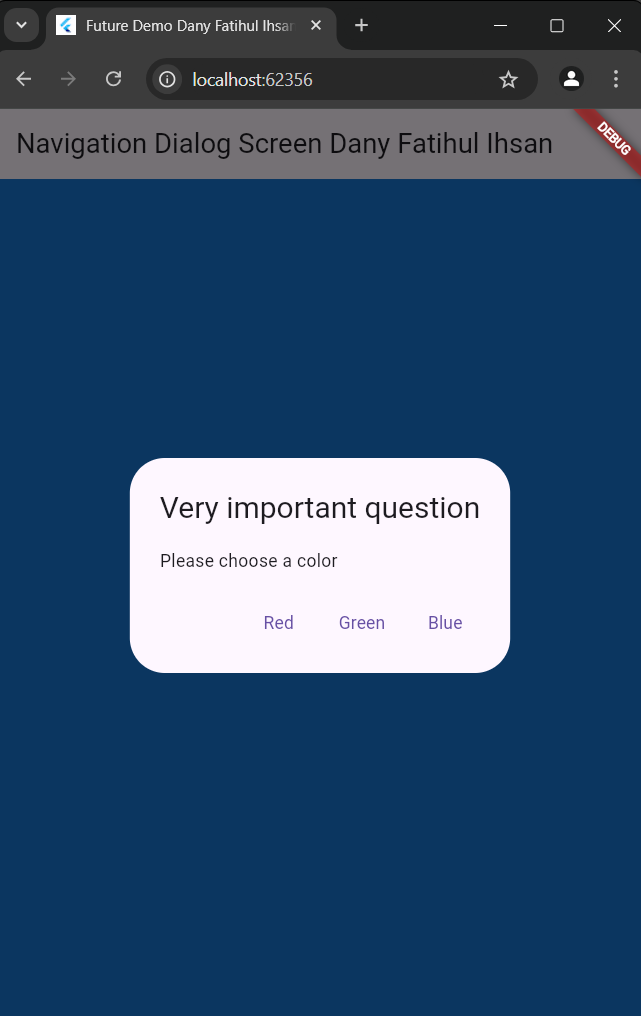 Future Demo Dany Fatihul Ihsan
localhost:62356
Navigation Dialog Screen Dany Fatihul Ihsan
DEBUG
Very important question
Please choose a color
Red Green Blue